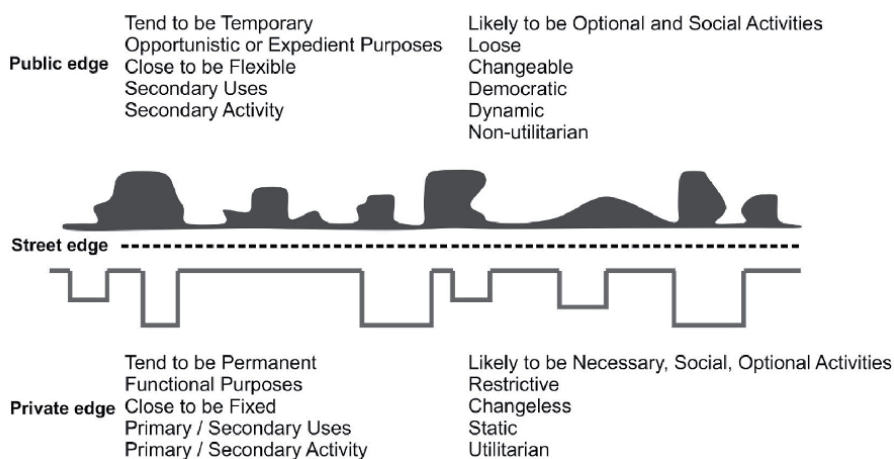 Public edge
Tend to be Temporary
Opportunistic or Expedient Purposes
Close to be Flexible
Secondary Uses
Secondary Activity
Likely to be Optional and Social Activities
Loose
Changeable
Democratic
Dynamic
Non-utilitarian
Street edge
Private edge
Tend to be Permanent
Functional Purposes
Close to be Fixed
Primary / Secondary Uses
Primary / Secondary Activity
Likely to be Necessary, Social, Optional Activities
Restrictive
Changeless
Static
Utilitarian